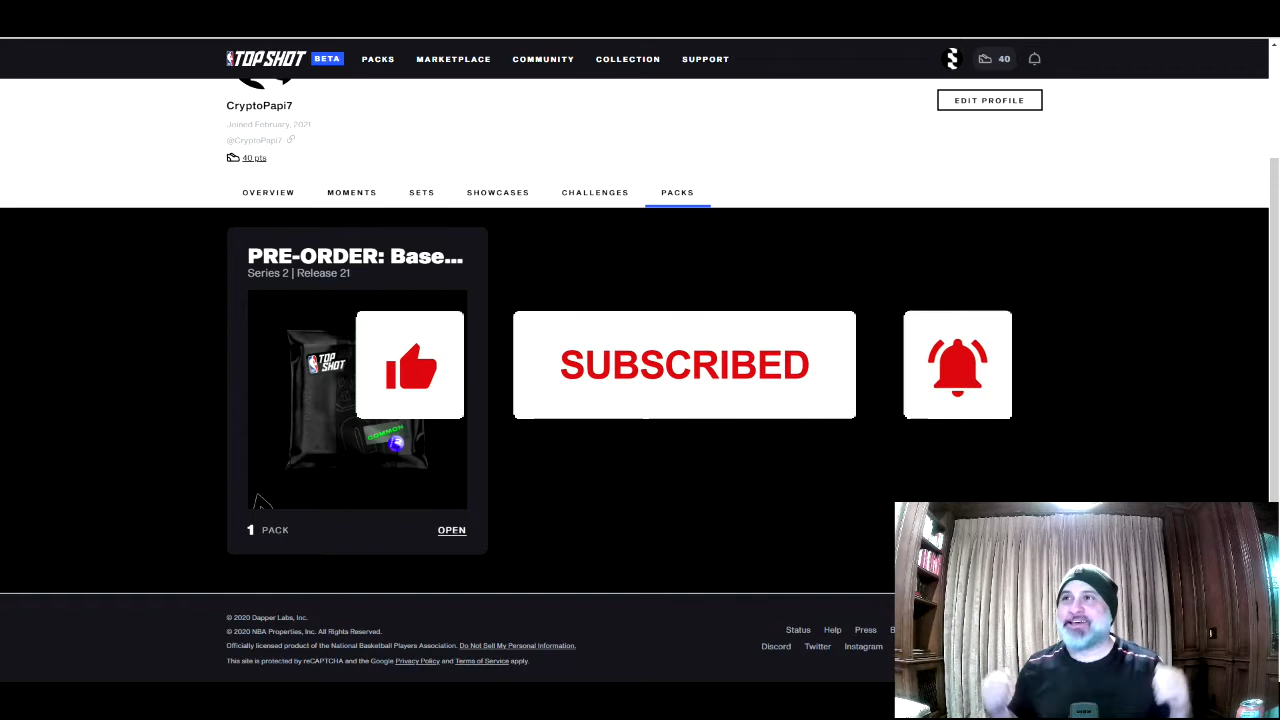 TOP SHOT BETA PACKS MARKETPLACE COMMUNITY COLLECTION SUPPORT 40
CryptoPapi7
EDIT PROFILE
Joined February, 2021
@CryptoPapi7
40 pts
OVERVIEW MOMENTS SETS SHOWCASES CHALLENGES PACKS
PRE-ORDER: Base...
Series 2 | Release 21
TOP SHOT
COMMON
SUBSCRIBED
1 PACK OPEN
© 2020 Dapper Labs, Inc.
© 2020 NBA Properties, Inc. All Rights Reserved.
Officially licensed product of the National Basketball Players Association. Do Not Sell My Personal Information.
This site is protected by reCAPTCHA and the Google Privacy Policy and Terms of Service apply.
Status Help Press B
Discord Twitter Instagram